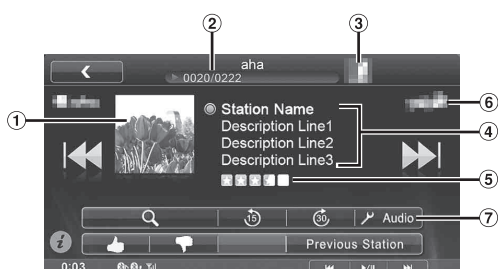 2
3
aha
0020/0222
6
1
Station Name
Description Line1
Description Line2
Description Line3
4
5
15
30
Audio
7
i
Previous Station
0:03